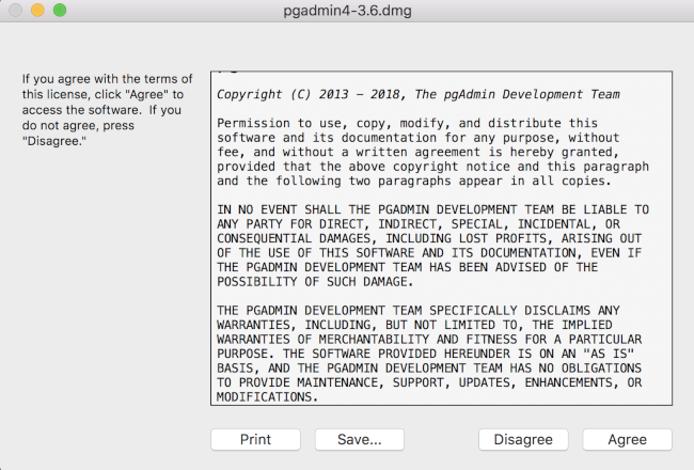 pgadmin4-3.6.dmg
If you agree with the terms of
this license, click "Agree" to
access the software.  If you
do not agree, press
"Disagree."
Copyright (C) 2013 – 2018, The pgAdmin Development Team
Permission to use, copy, modify, and distribute this
software and its documentation for any purpose, without
fee, and without a written agreement is hereby granted,
provided that the above copyright notice and this paragraph
and the following two paragraphs appear in all copies.
IN NO EVENT SHALL THE PGADMIN DEVELOPMENT TEAM BE LIABLE TO
ANY PARTY FOR DIRECT, INDIRECT, SPECIAL, INCIDENTAL, OR
CONSEQUENTIAL DAMAGES, INCLUDING LOST PROFITS, ARISING OUT
OF THE USE OF THIS SOFTWARE AND ITS DOCUMENTATION, EVEN IF
THE PGADMIN DEVELOPMENT TEAM HAS BEEN ADVISED OF THE
POSSIBILITY OF SUCH DAMAGE.
THE PGADMIN DEVELOPMENT TEAM SPECIFICALLY DISCLAIMS ANY
WARRANTIES, INCLUDING, BUT NOT LIMITED TO, THE IMPLIED
WARRANTIES OF MERCHANTABILITY AND FITNESS FOR A PARTICULAR
PURPOSE. THE SOFTWARE PROVIDED HEREUNDER IS ON AN "AS IS"
BASIS, AND THE PGADMIN DEVELOPMENT TEAM HAS NO OBLIGATIONS
TO PROVIDE MAINTENANCE, SUPPORT, UPDATES, ENHANCEMENTS, OR
MODIFICATIONS.
Print
Save...
Disagree
Agree